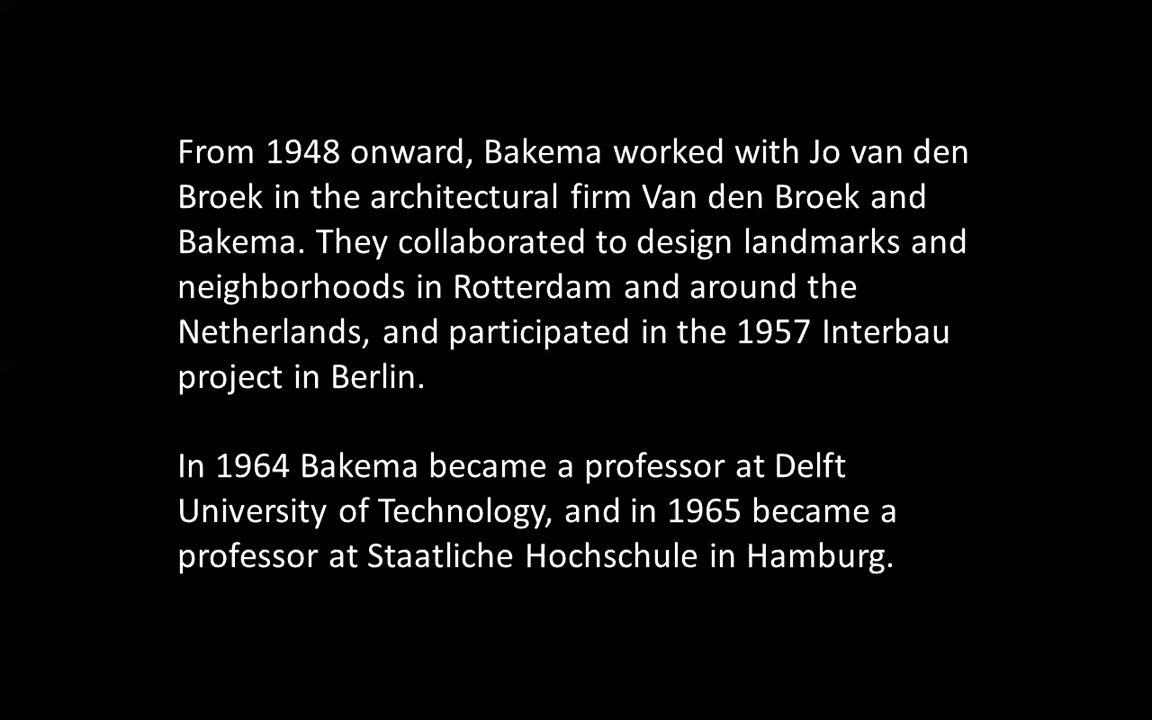 From 1948 onward, Bakema worked with Jo van den
Broek in the architectural firm Van den Broek and
Bakema. They collaborated to design landmarks and
neighborhoods in Rotterdam and around the
Netherlands, and participated in the 1957 Interbau
project in Berlin.
In 1964 Bakema became a professor at Delft
University of Technology, and in 1965 became a
professor at Staatliche Hochschule in Hamburg.